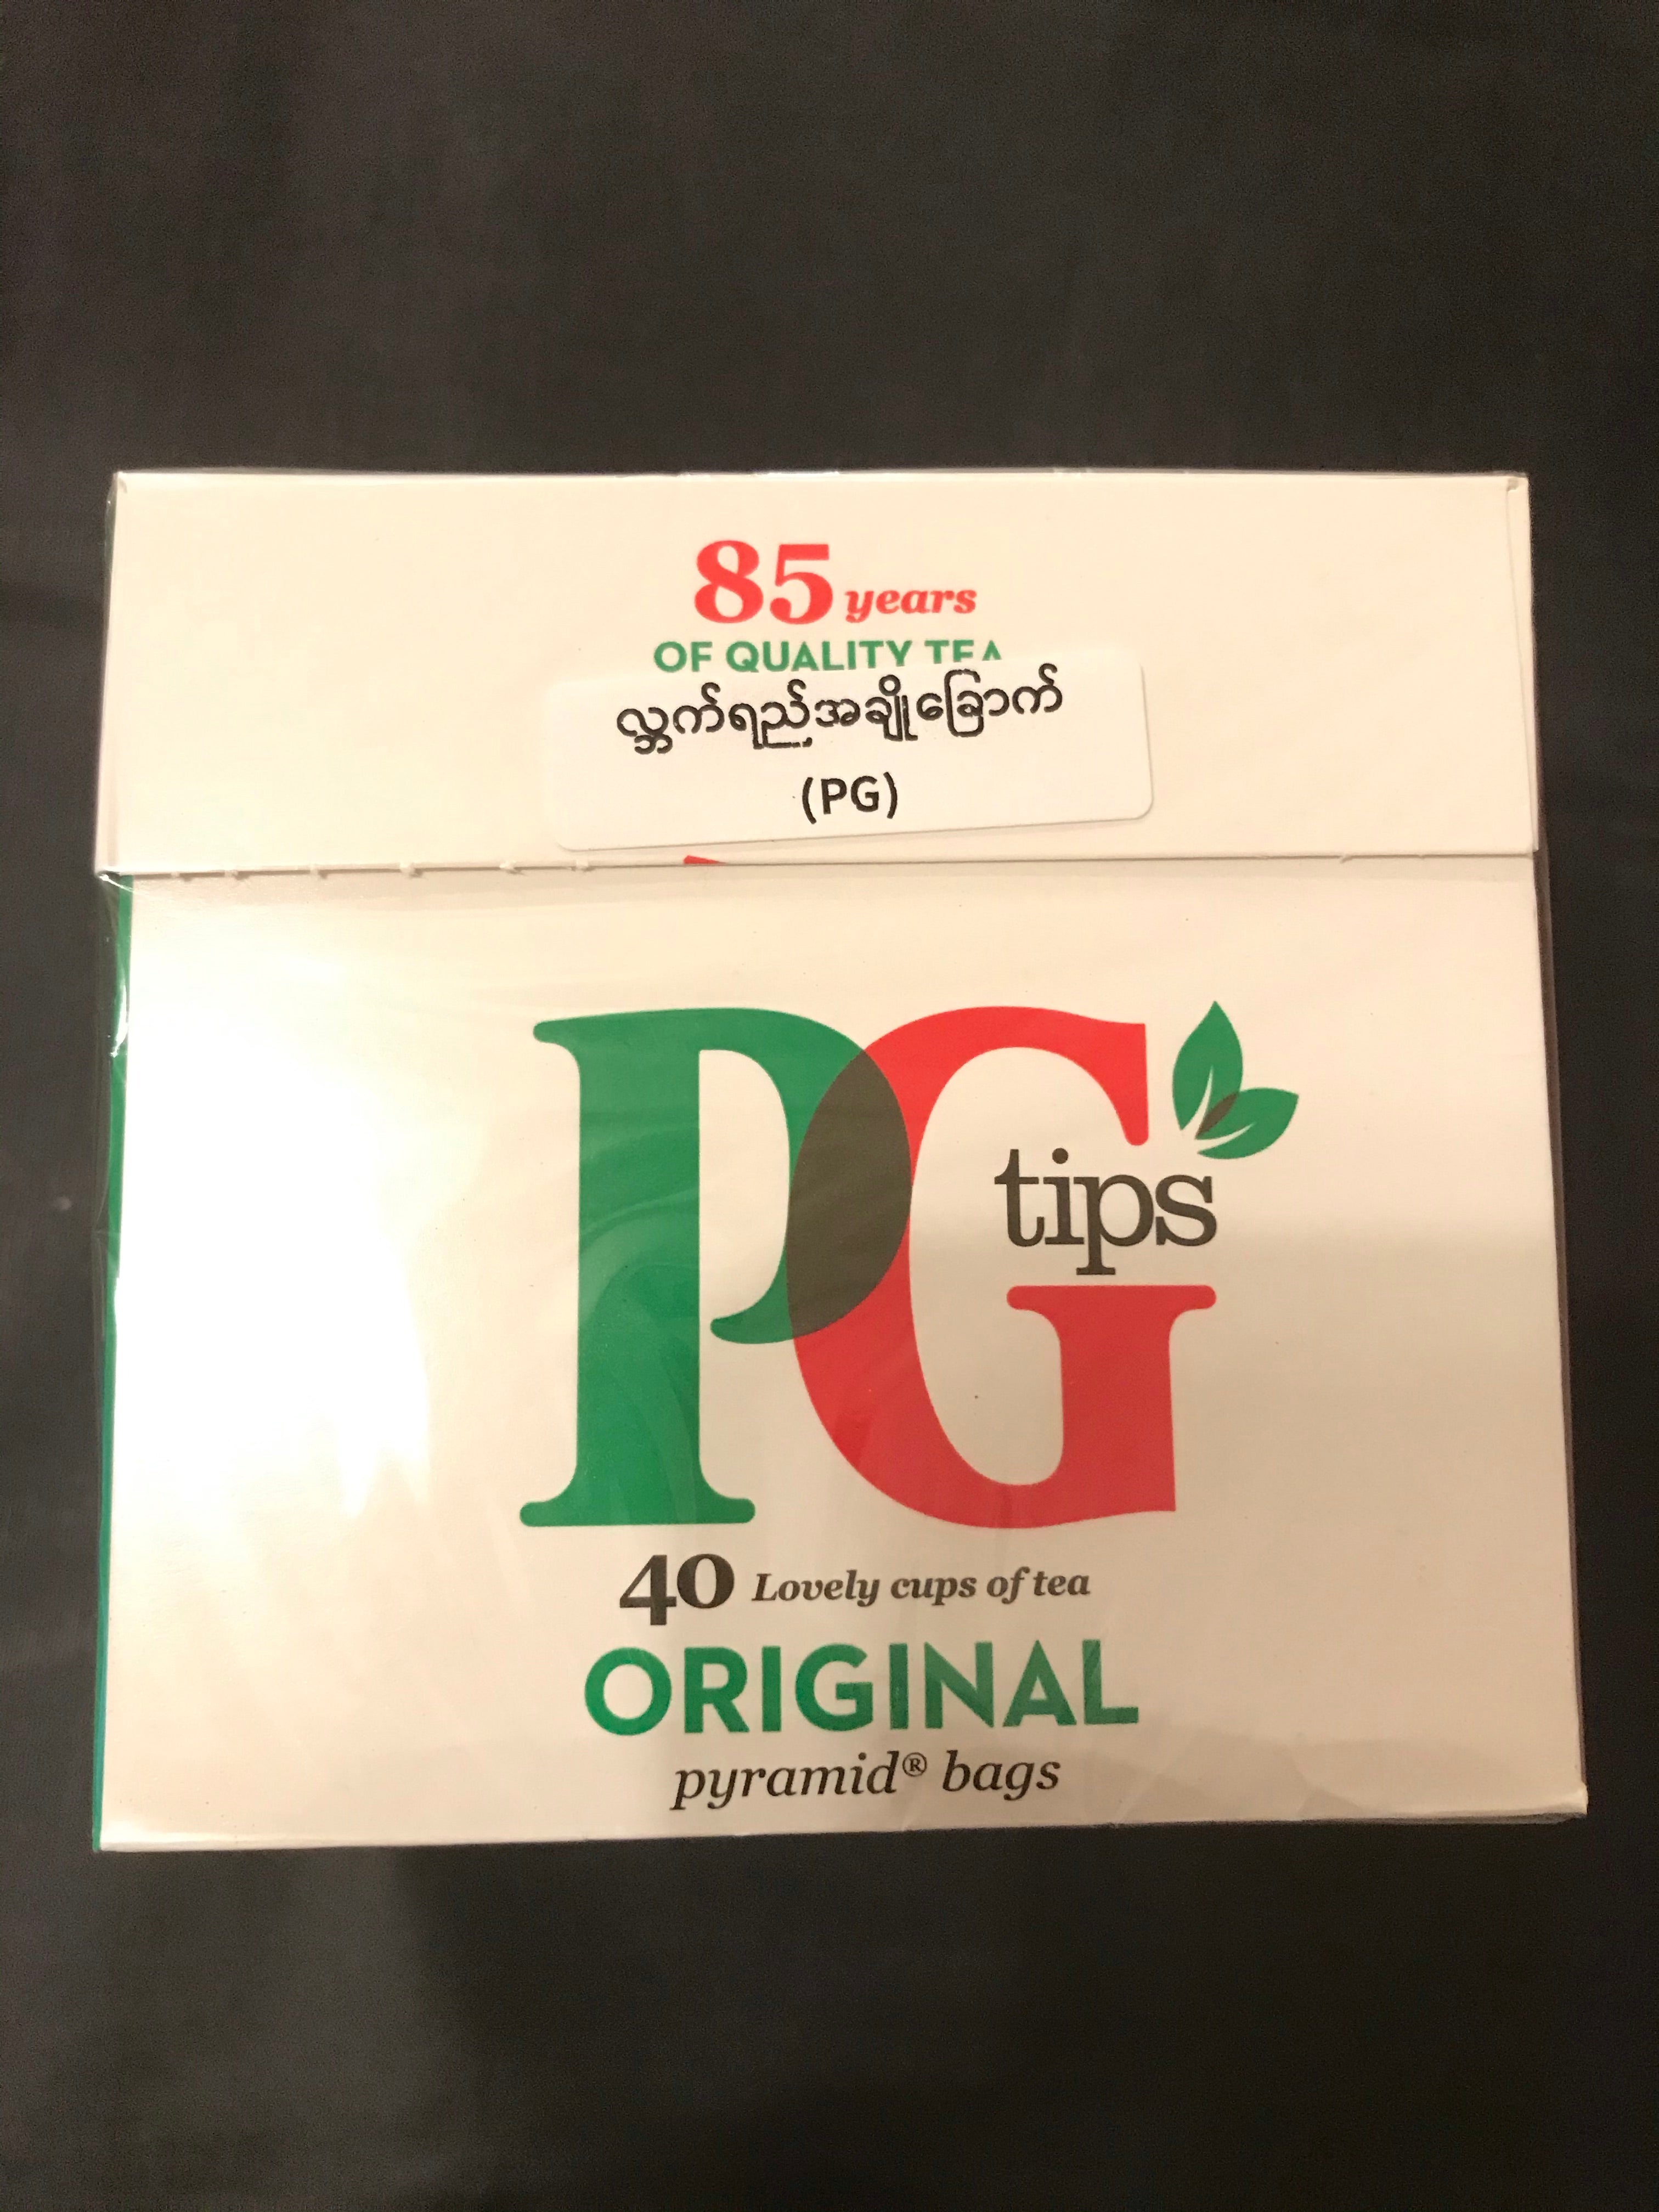 85 years
OF QUALITY TEA
လ္ဘက်ရည်အချိုခြောက်
(PG)
PG
tips
40 Lovely cups of tea
ORIGINAL
pyramid® bags